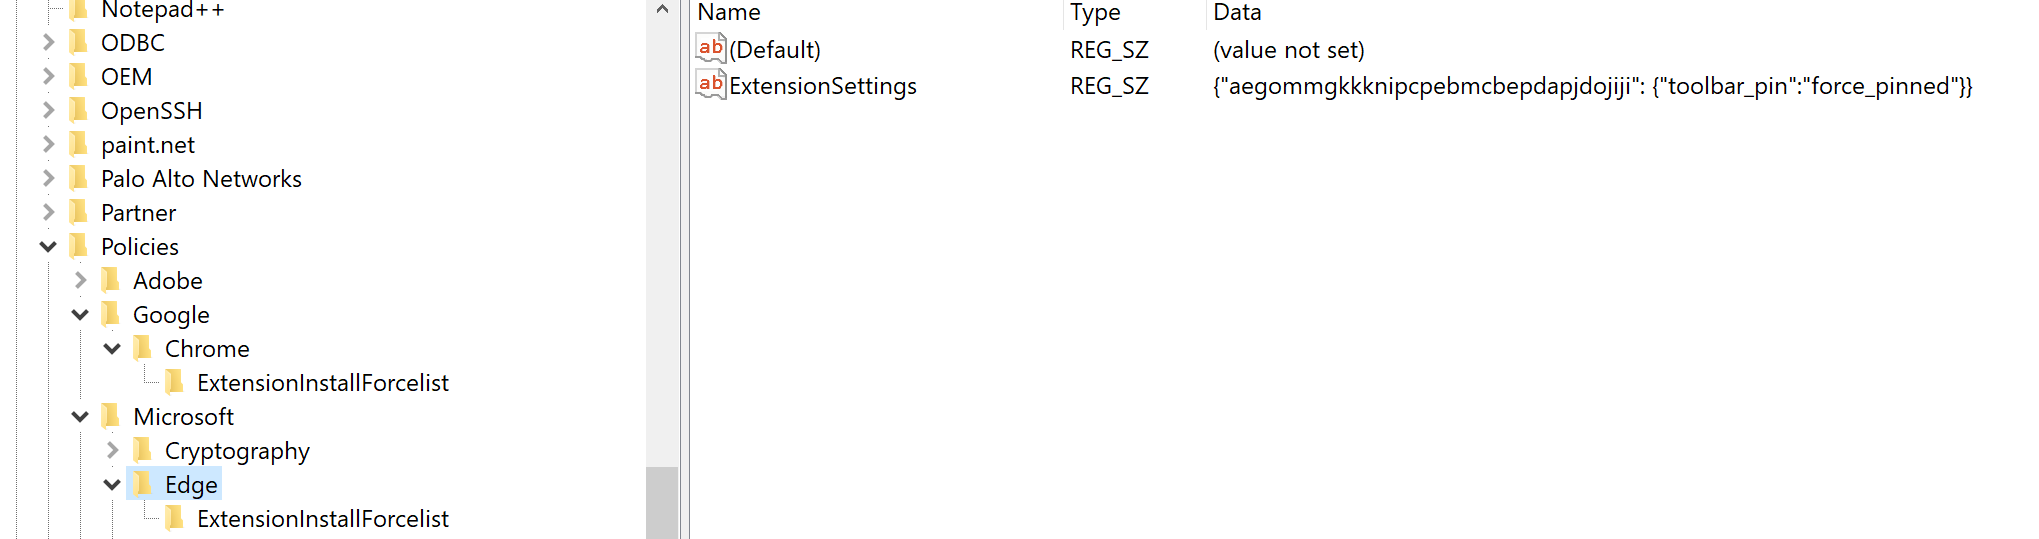 Notepad++
ODBC
OEM
OpenSSH
paint.net
Palo Alto Networks
Partner
Policies
Adobe
Google
Chrome
ExtensionInstallForcelist
Microsoft
Cryptography
Edge
ExtensionInstallForcelist
Name Type Data
ab (Default) REG_SZ (value not set)
ab ExtensionSettings REG_SZ {"aegommgkkknipcpebmcbepdapjdojiji": {"toolbar_pin":"force_pinned"}}